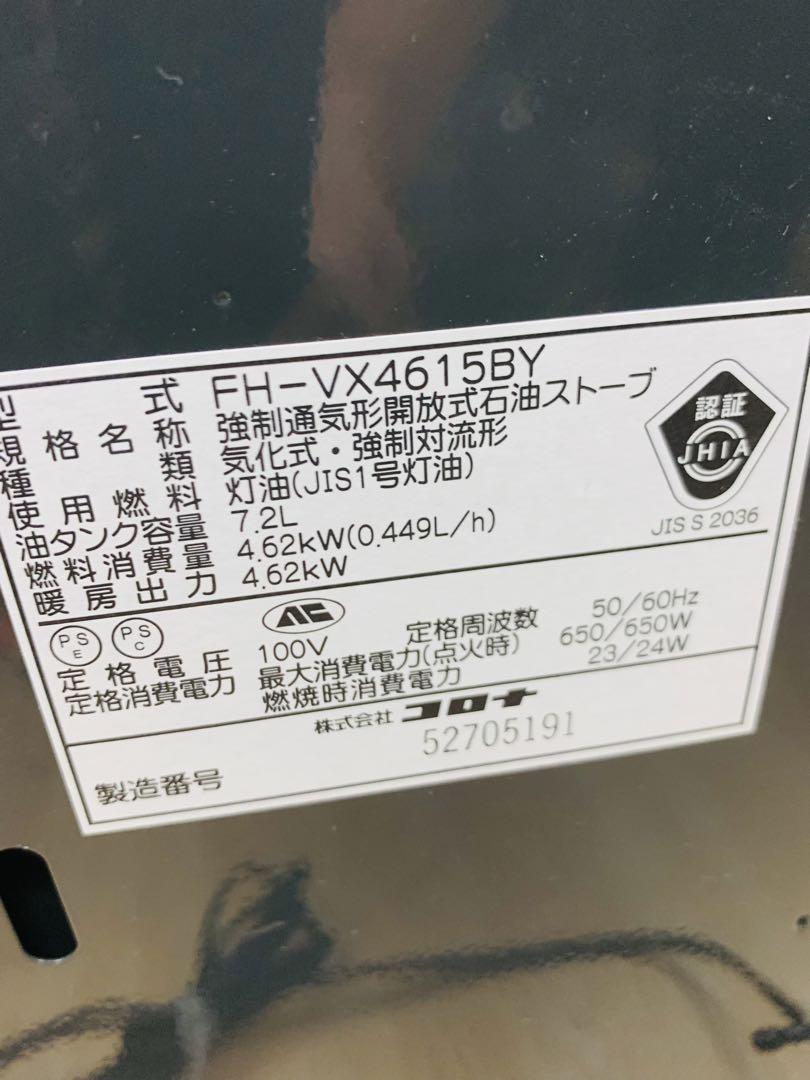 型式 FH-VX4615BY
規格名称 強制通気形開放式石油ストーブ
種類 気化式・強制対流形
使用燃料 灯油(JIS1号灯油)
油タンク容量 7.2L
燃料消費量 4.62kW(0.449L/h)
暖房出力 4.62kW
認証
JHIA
JIS S 2036
PS E PS C
定格電圧 100V 定格周波数 50/60Hz
定格消費電力 最大消費電力(点火時) 650/650W
燃焼時消費電力 23/24W
株式会社 コロナ
製造番号 52705191